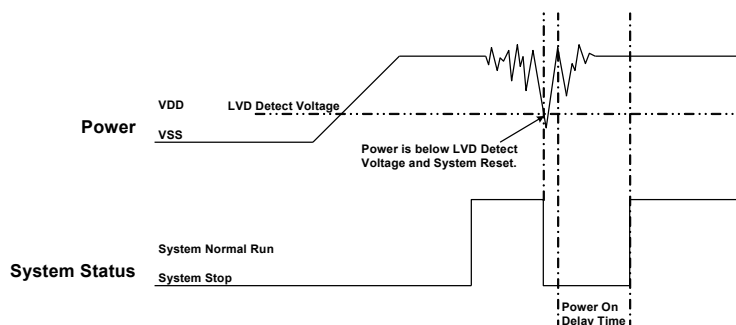 VDD
LVD Detect Voltage
Power
VSS
Power is below LVD Detect
Voltage and System Reset.
System Normal Run
System Status
System Stop
Power On
Delay Time